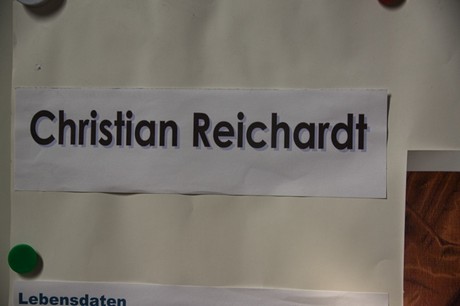 Christian Reichardt
Lebensdaten